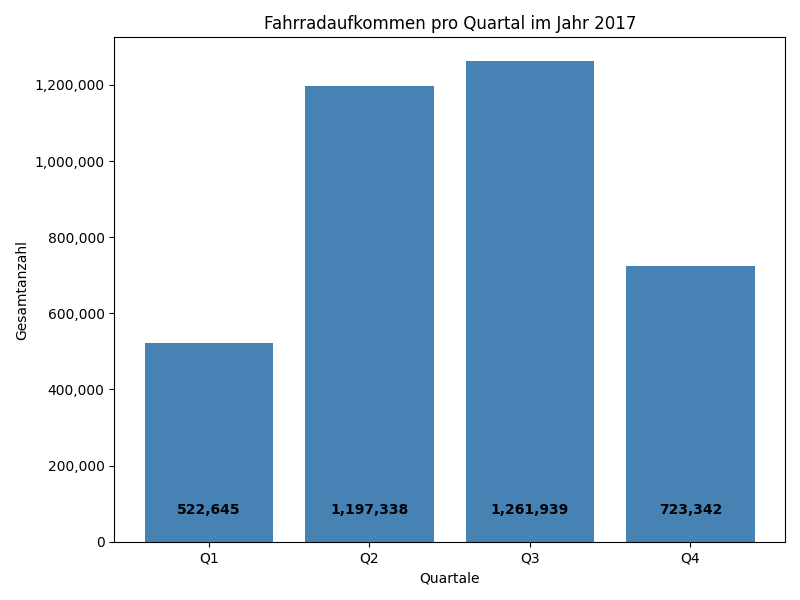 Fahrradaufkommen pro Quartal im Jahr 2017
Gesamtanzahl
1,200,000
1,000,000
800,000
600,000
400,000
200,000
0
522,645
1,197,338
1,261,939
723,342
Q1
Q2
Q3
Q4
Quartale